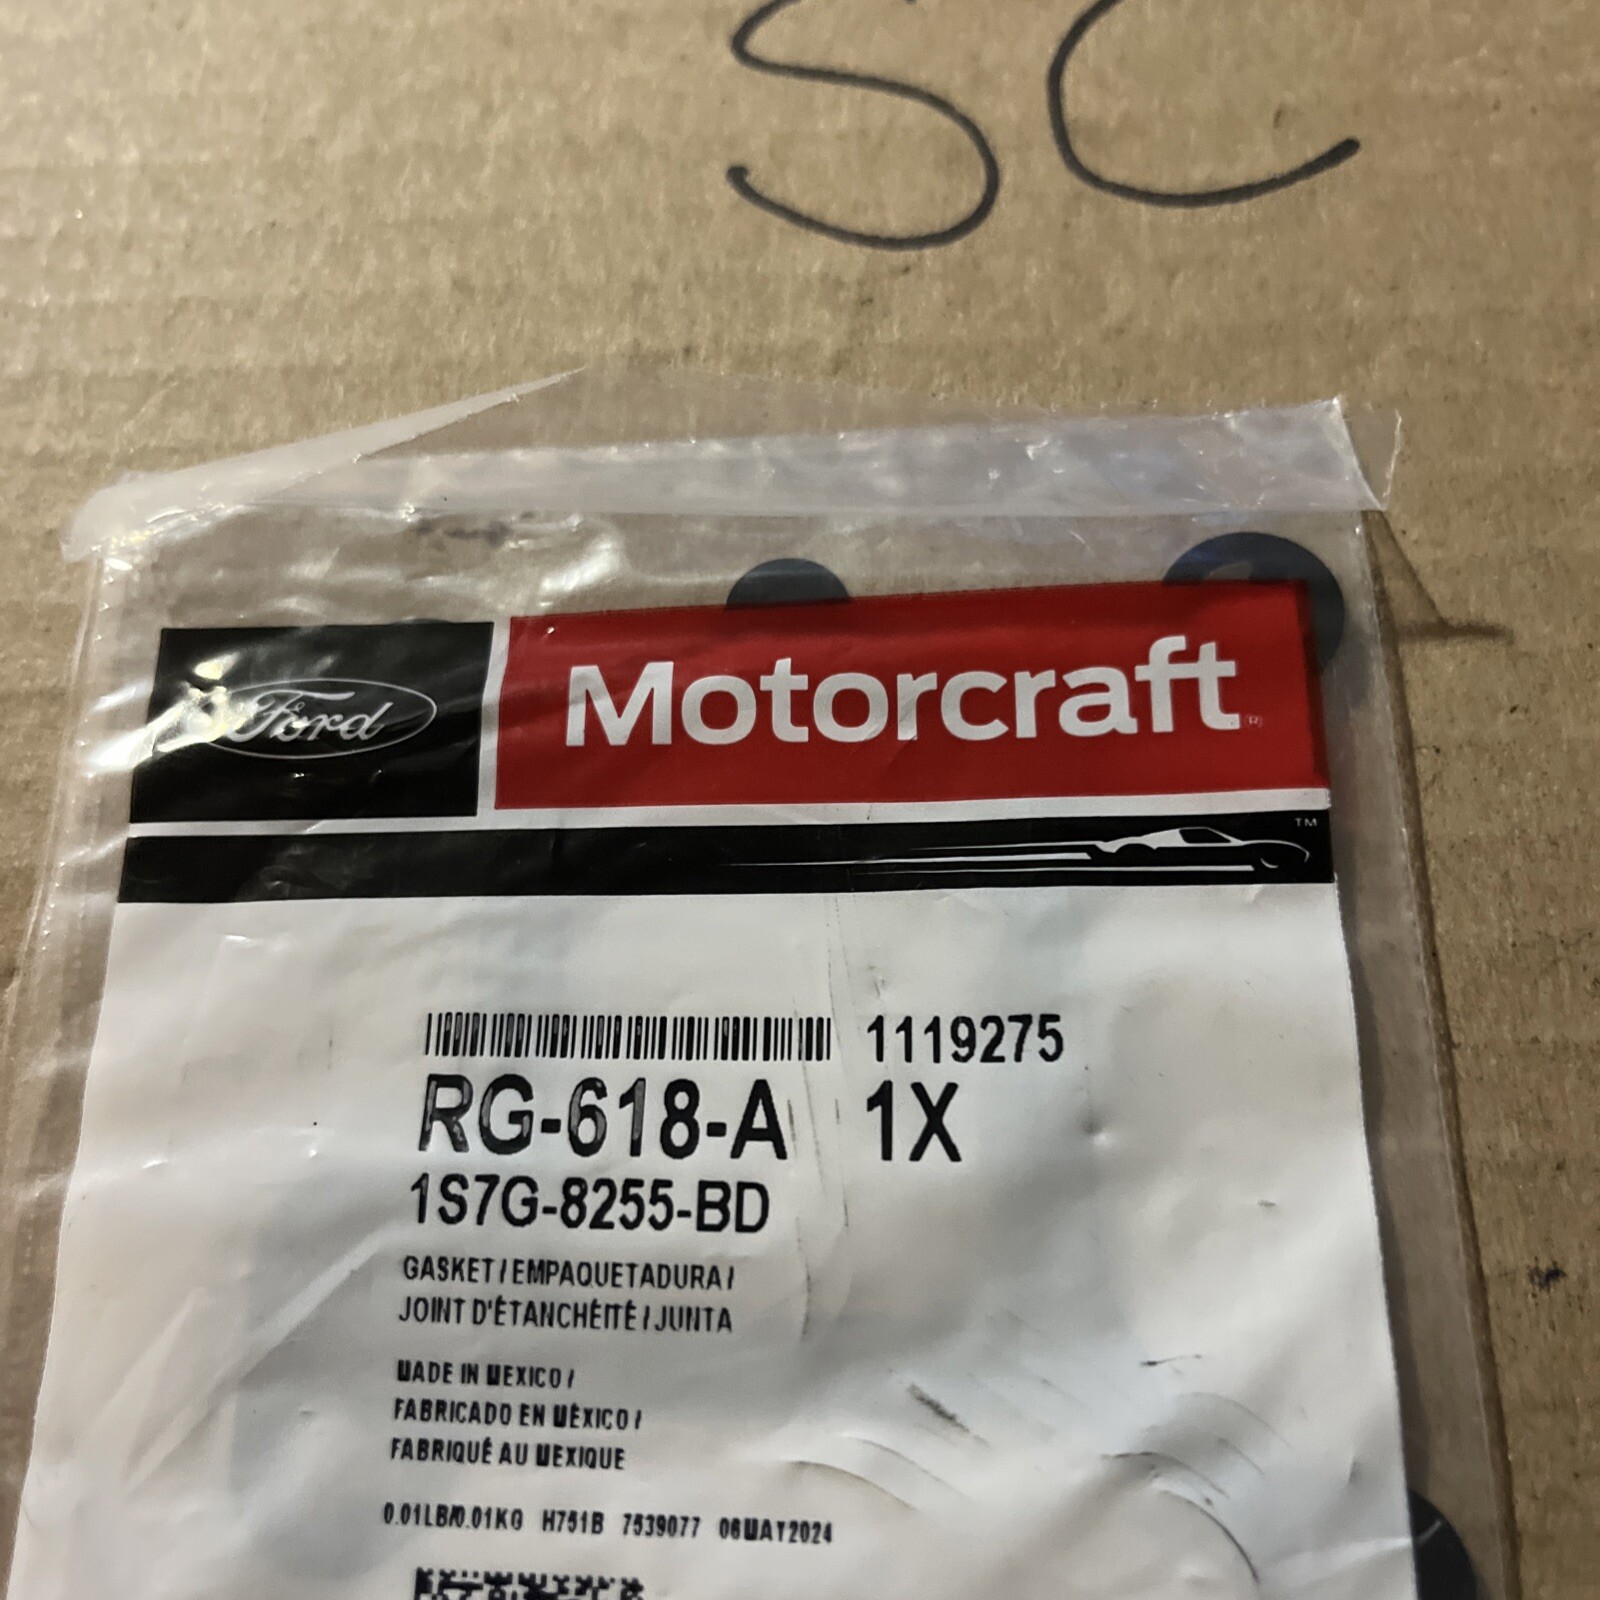 SC
Ford Motorcraft®
TM
1119275
RG-618-A 1X
1S7G-8255-BD
GASKET / EMPAQUETADURA /
JOINT D'ÉTANCHÉITÉ / JUNTA
MADE IN MEXICO /
FABRICADO EN MÉXICO /
FABRIQUÉ AU MEXIQUE
0.01LB/0.01KG H751B 7539077 06MAY2024